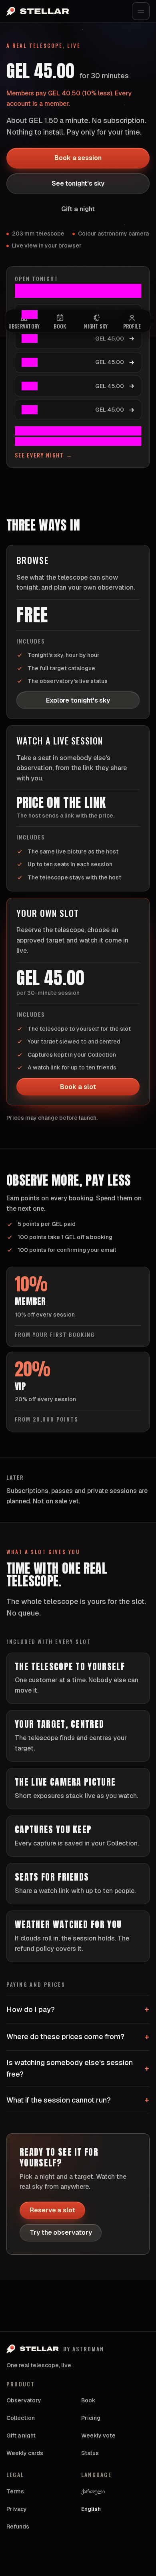 STELLAR
A REAL TELESCOPE, LIVE
GEL 45.00 for 30 minutes
Members pay GEL 40.50 (10% less). Every
account is a member.
About GEL 1.50 a minute. No subscription.
Nothing to install. Pay only for your time.
Book a session
See tonight's sky
Gift a night
203 mm telescope
Colour astronomy camera
Live view in your browser
OPEN TONIGHT
OBSERVATORY
BOOK
NIGHT SKY
PROFILE
GEL 45.00 →
GEL 45.00 →
GEL 45.00 →
GEL 45.00 →
SEE EVERY NIGHT →
THREE WAYS IN
BROWSE
See what the telescope can show
tonight, and plan your own observation.
FREE
INCLUDES
Tonight's sky, hour by hour
The full target catalogue
The observatory's live status
Explore tonight's sky
WATCH A LIVE SESSION
Take a seat in somebody else's
observation, from the link they share
with you.
PRICE ON THE LINK
The host sends a link with the price.
INCLUDES
The same live picture as the host
Up to ten seats in each session
The telescope stays with the host
YOUR OWN SLOT
Reserve the telescope, choose an
approved target and watch it come in
live.
GEL 45.00
per 30-minute session
INCLUDES
The telescope to yourself for the slot
Your target slewed to and centred
Captures kept in your Collection
A watch link for up to ten friends
Book a slot
Prices may change before launch.
OBSERVE MORE, PAY LESS
Earn points on every booking. Spend them on
the next one.
5 points per GEL paid
100 points take 1 GEL off a booking
100 points for confirming your email
10%
MEMBER
10% off every session
FROM YOUR FIRST BOOKING
20%
VIP
20% off every session
FROM 20,000 POINTS
LATER
Subscriptions, passes and private sessions are
planned. Not on sale yet.
WHAT A SLOT GIVES YOU
TIME WITH ONE REAL
TELESCOPE.
The whole telescope is yours for the slot.
No queue.
INCLUDED WITH EVERY SLOT
THE TELESCOPE TO YOURSELF
One customer at a time. Nobody else can
move it.
YOUR TARGET, CENTRED
The telescope finds and centres your
target.
THE LIVE CAMERA PICTURE
Short exposures stack live as you watch.
CAPTURES YOU KEEP
Every capture is saved in your Collection.
SEATS FOR FRIENDS
Share a watch link with up to ten people.
WEATHER WATCHED FOR YOU
If clouds roll in, the session holds. The
refund policy covers it.
PAYING AND PRICES
How do I pay? +
Where do these prices come from? +
Is watching somebody else's session
free? +
What if the session cannot run? +
READY TO SEE IT FOR
YOURSELF?
Pick a night and a target. Watch the
real sky from anywhere.
Reserve a slot
Try the observatory
STELLAR BY ASTROMAN
One real telescope, live.
PRODUCT
Observatory
Book
Collection
Pricing
Gift a night
Weekly vote
Weekly cards
Status
LEGAL
LANGUAGE
Terms
ქართული
Privacy
English
Refunds